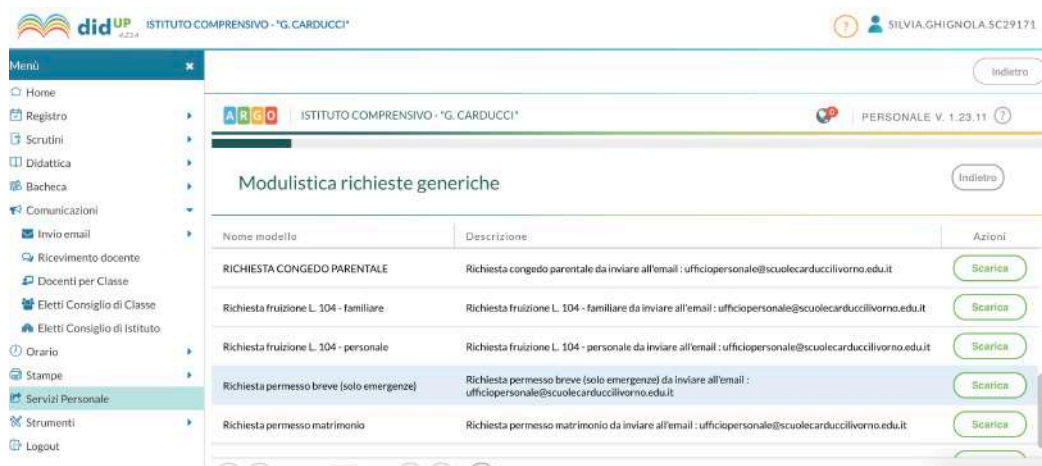 didUP
4.23.4
ISTITUTO COMPRENSIVO - "G. CARDUCCI"
? SILVIA.GHIGNOLA.SC29171
Menù
Home
Registro
Scrutini
Didattica
Bacheca
Comunicazioni
Invio email
Ricevimento docente
Docenti per Classe
Eletti Consiglio di Classe
Eletti Consiglio di Istituto
Orario
Stampe
Servizi Personale
Strumenti
Logout
Indietro
ARGO ISTITUTO COMPRENSIVO - "G. CARDUCCI"
PERSONALE V. 1.23.11 ?
Modulistica richieste generiche
Indietro
Nome modello Descrizione Azioni
RICHIESTA CONGEDO PARENTALE Richiesta congedo parentale da inviare all'email : ufficiopersonale@scuolecarduccilivorno.edu.it Scarica
Richiesta fruizione L. 104 - familiare Richiesta fruizione L. 104 - familiare da inviare all'email : ufficiopersonale@scuolecarduccilivorno.edu.it Scarica
Richiesta fruizione L. 104 - personale Richiesta fruizione L. 104 - personale da inviare all'email : ufficiopersonale@scuolecarduccilivorno.edu.it Scarica
Richiesta permesso breve (solo emergenze) Richiesta permesso breve (solo emergenze) da inviare all'email :
ufficiopersonale@scuolecarduccilivorno.edu.it Scarica
Richiesta permesso matrimonio Richiesta permesso matrimonio da inviare all'email : ufficiopersonale@scuolecarduccilivorno.edu.it Scarica